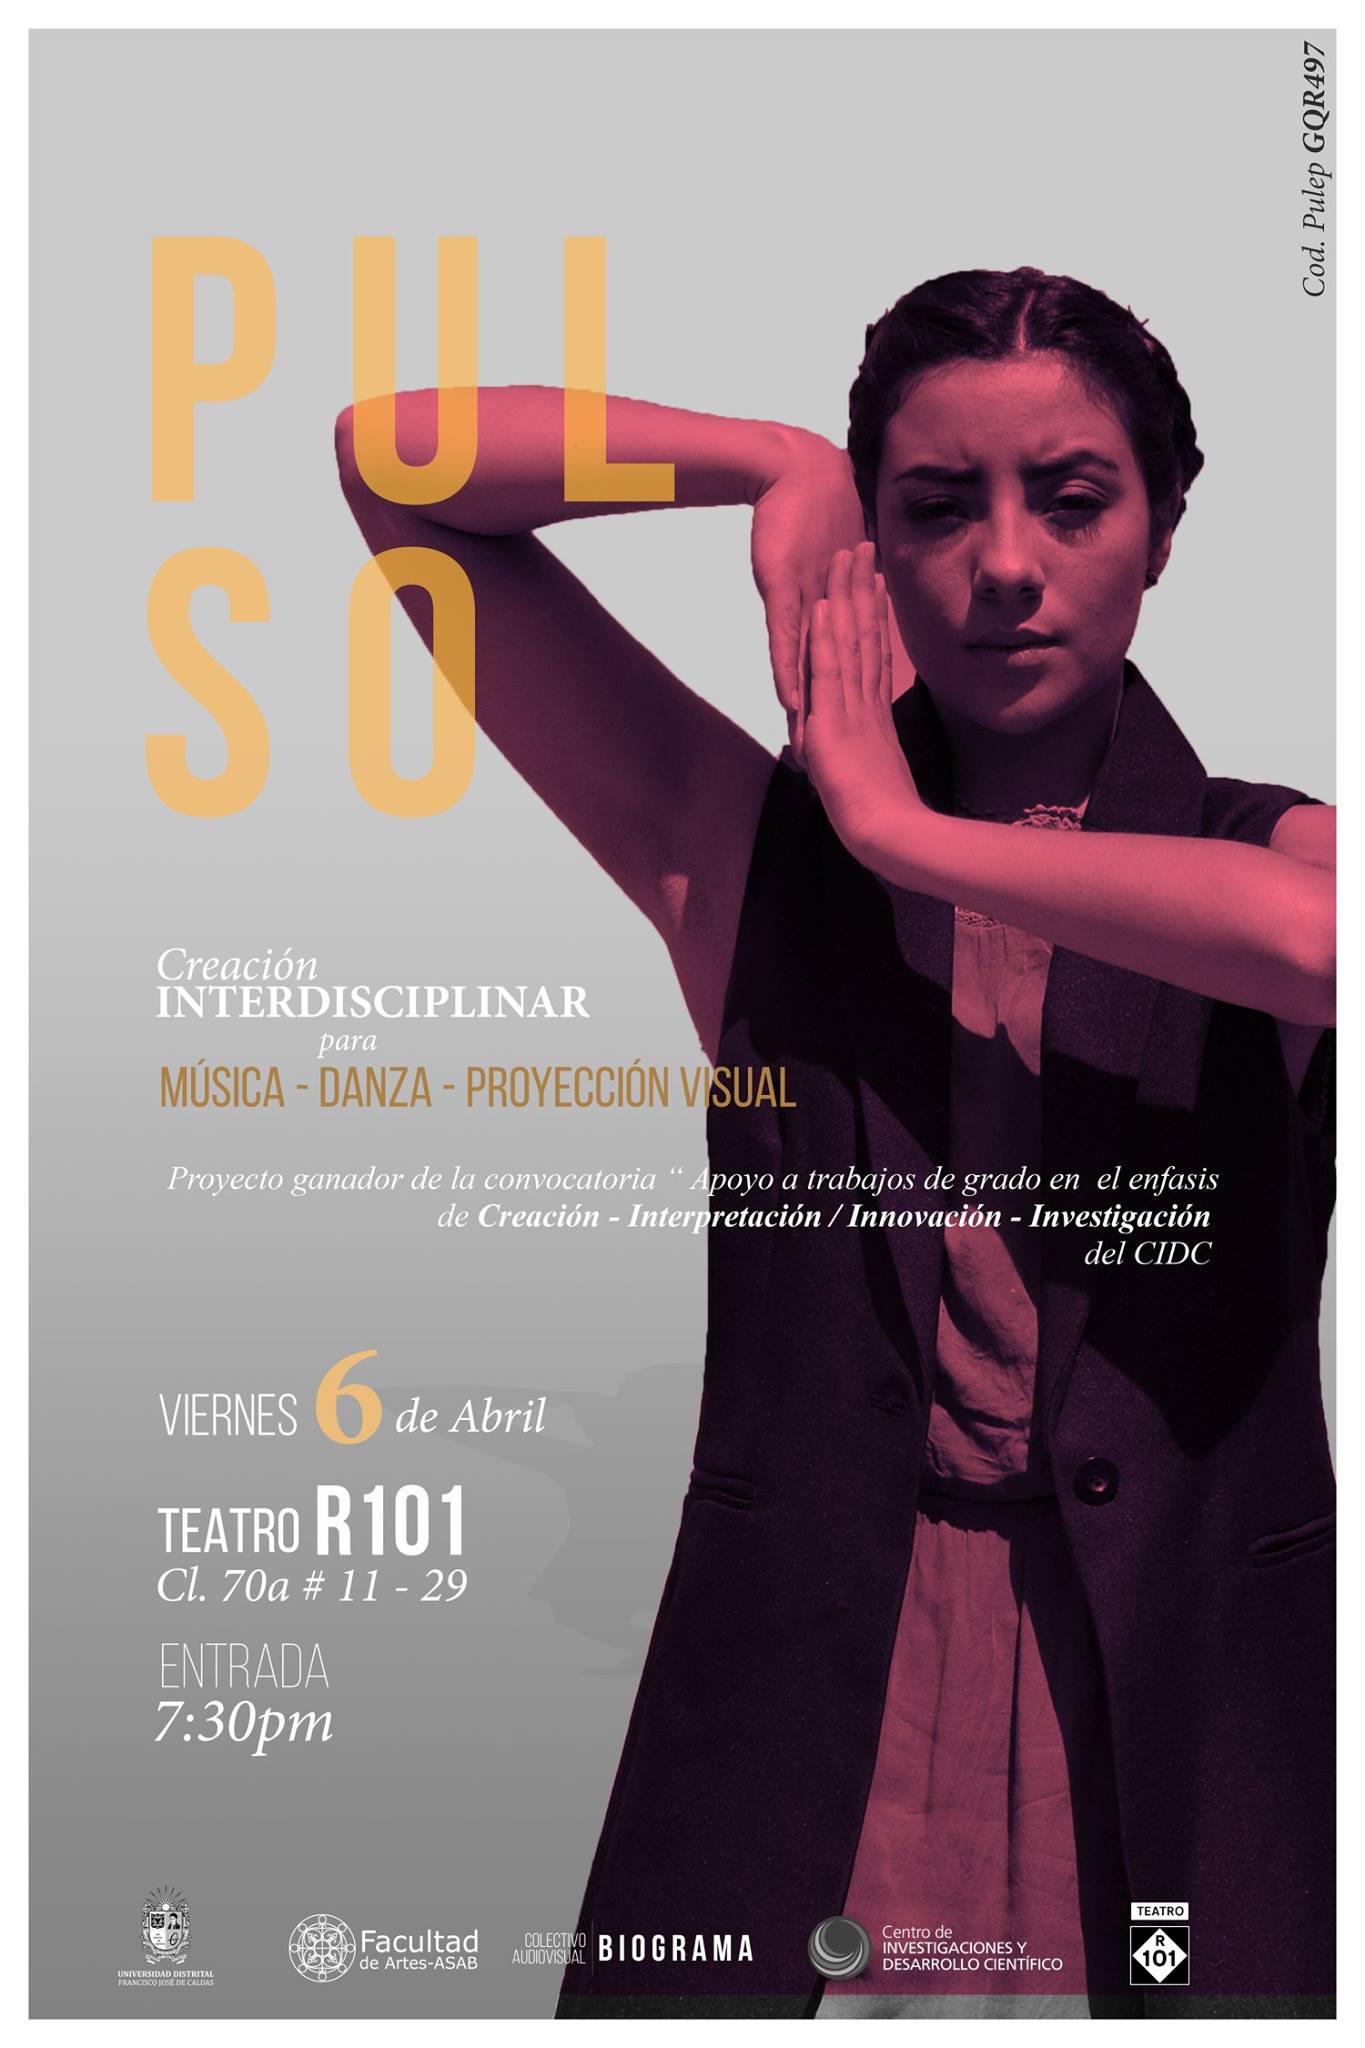 Cod. Pulep GQR497
PUL
SO
Creación
INTERDISCIPLINAR
para
MÚSICA - DANZA - PROYECCIÓN VISUAL
Proyecto ganador de la convocatoria “ Apoyo a trabajos de grado en el enfasis
de Creación - Interpretación / Innovación - Investigación
del CIDC
VIERNES 6 de Abril
TEATRO R101
Cl. 70a # 11 - 29
ENTRADA
7:30pm
UNIVERSIDAD DISTRITAL
FRANCISCO JOSÉ DE CALDAS
Facultad
de Artes-ASAB
COLECTIVO
AUDIOVISUAL
BIOGRAMA
Centro de
INVESTIGACIONES Y
DESARROLLO CIENTÍFICO
TEATRO
R
101